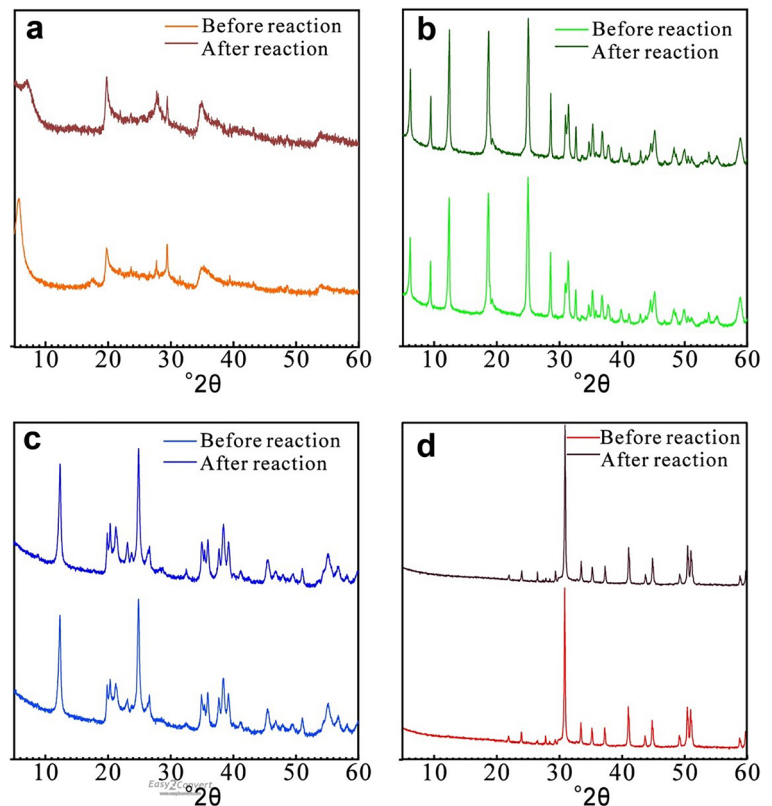 a
Before reaction
After reaction
10 20 30 40 50 60
°2θ
b
Before reaction
After reaction
10 20 30 40 50 60
°2θ
c
Before reaction
After reaction
10 20 30 40 50 60
°2θ
Easy2Convert
d
Before reaction
After reaction
10 20 30 40 50 60
°2θ